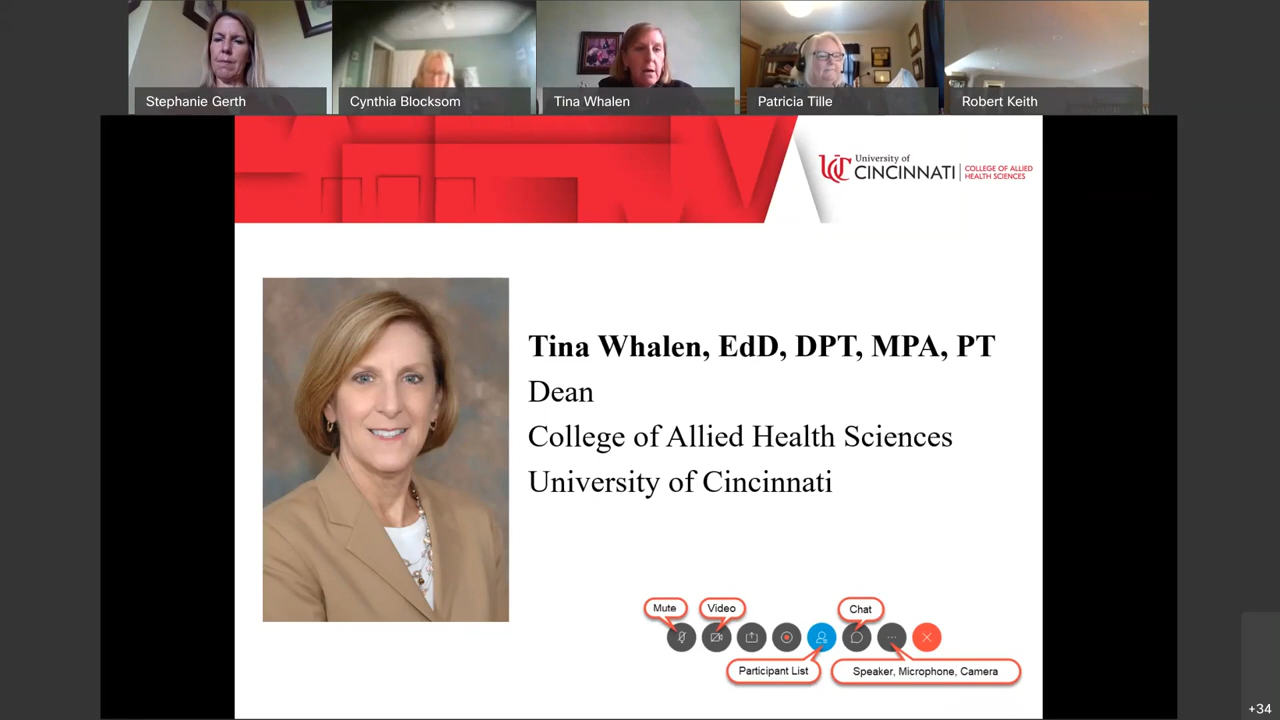 Stephanie Gerth
Cynthia Blocksom
Tina Whalen
Patricia Tille
Robert Keith
UC
University of
CINCINNATI
COLLEGE OF ALLIED
HEALTH SCIENCES
Tina Whalen, EdD, DPT, MPA, PT
Dean
College of Allied Health Sciences
University of Cincinnati
Mute
Video
Chat
Participant List
Speaker, Microphone, Camera
+34